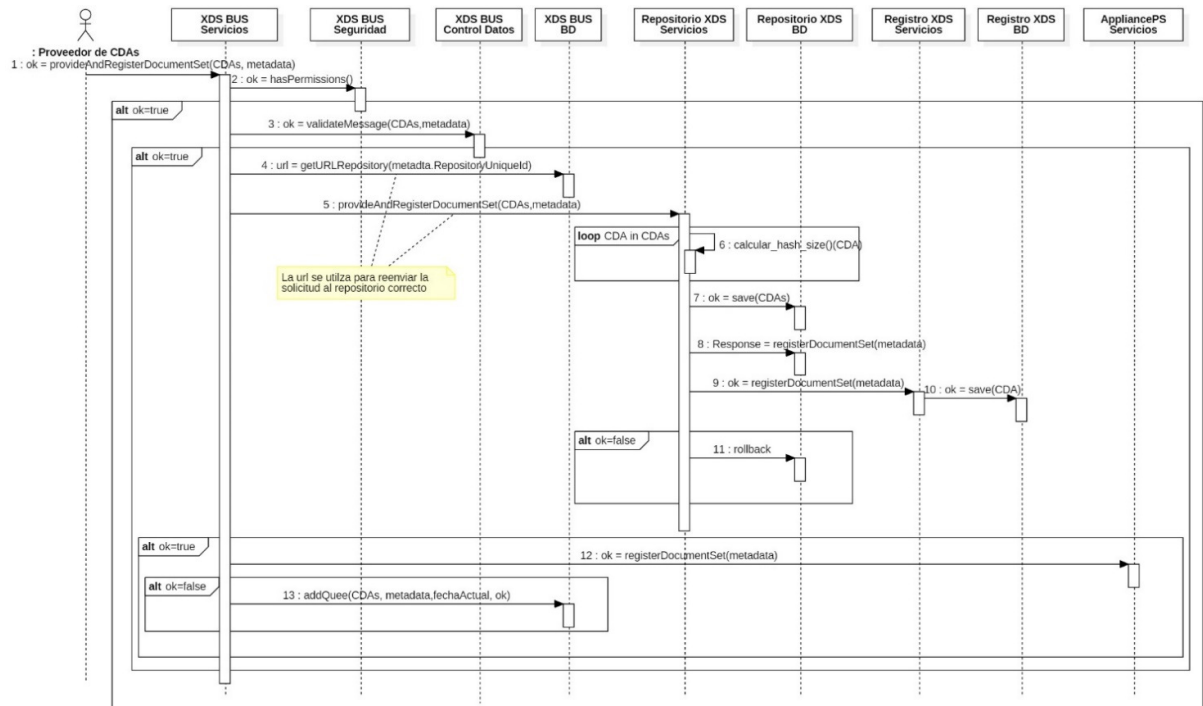 XDS BUS
Servicios
XDS BUS
Seguridad
XDS BUS
Control Datos
XDS BUS
BD
Repositorio XDS
Servicios
Repositorio XDS
BD
Registro XDS
Servicios
Registro XDS
BD
AppliancePS
Servicios
: Proveedor de CDAs
1 : ok = provideAndRegisterDocumentSet(CDAs, metadata)
2 : ok = hasPermissions()
alt ok=true
3 : ok = validateMessage(CDAs,metadata)
alt ok=true
4 : url = getURLRepository(metadta.RepositoryUniqueId)
5 : provideAndRegisterDocumentSet(CDAs,metadata)
loop CDA in CDAs
6 : calcular_hash_size()(CDA)
La url se utilza para reenviar la
solicitud al repositorio correcto
7 : ok = save(CDAs)
8 : Response = registerDocumentSet(metadata)
9 : ok = registerDocumentSet(metadata)
10 : ok = save(CDA)
alt ok=false
11 : rollback
alt ok=true
12 : ok = registerDocumentSet(metadata)
alt ok=false
13 : addQuee(CDAs, metadata,fechaActual, ok)